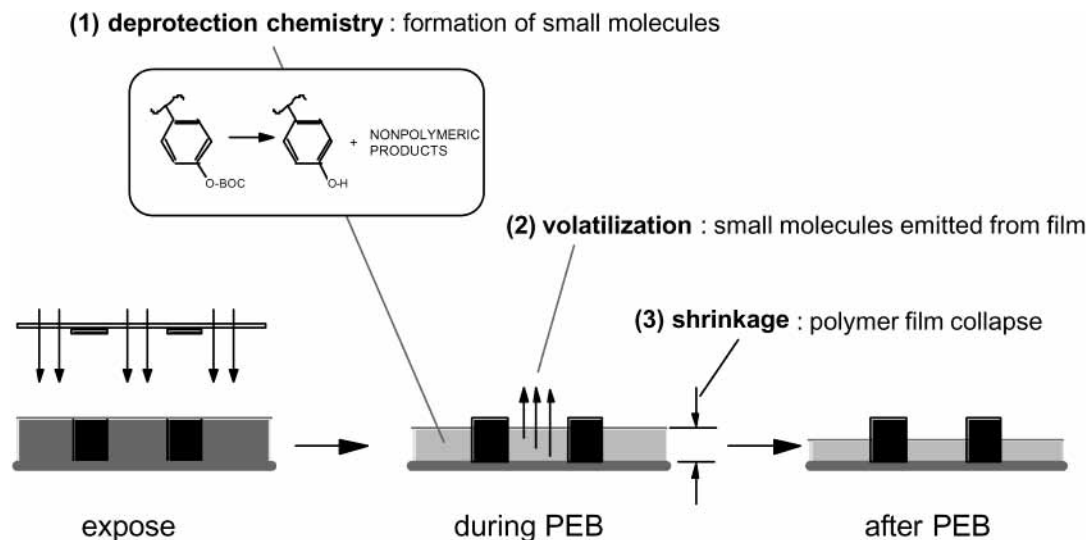 (1) deprotection chemistry : formation of small molecules
O-BOC
O-H
+
NONPOLYMERIC
PRODUCTS
(2) volatilization : small molecules emitted from film
(3) shrinkage : polymer film collapse
expose
during PEB
after PEB